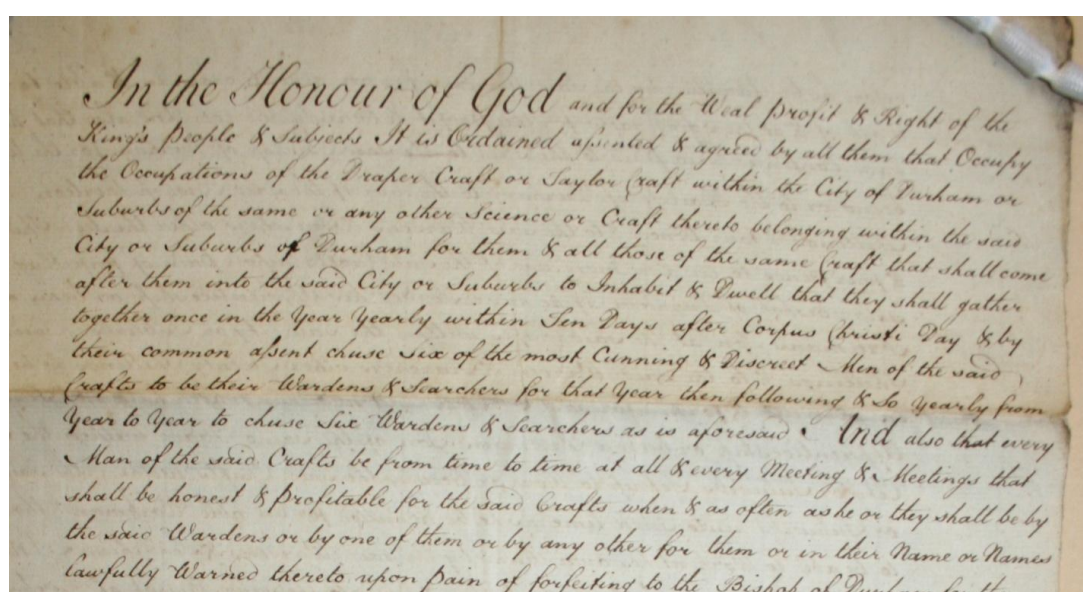 In the Honour of God and for the Weal Profit & Right of the
King's People & Subjects It is Ordained assented & agreed by all them that Occupy
the Occupations of the Draper Craft or Taylor Craft within the City of Durham or
Suburbs of the same or any other Science or Craft thereto belonging within the said
City or Suburbs of Durham for them & all those of the same Craft that shall come
after them into the said City or Suburbs to Inhabit & Dwell that they shall gather
together once in the Year Yearly within Ten Days after Corpus Christi Day & by
their common assent chuse Six of the most Cunning & Discreet Men of the said
Crafts to be their Wardens & Searchers for that Year then following & So yearly from
Year to Year to chuse Six Wardens & Searchers as is aforesaid. And also that every
Man of the said Crafts be from time to time at all & every Meeting & Meetings that
shall be honest & profitable for the said Crafts when & as often as he or they shall be by
the said Wardens or by one of them or by any other for them or in their Name or Names
lawfully Warned thereto upon Pain of forfeiting to the Bishop of Durham for the